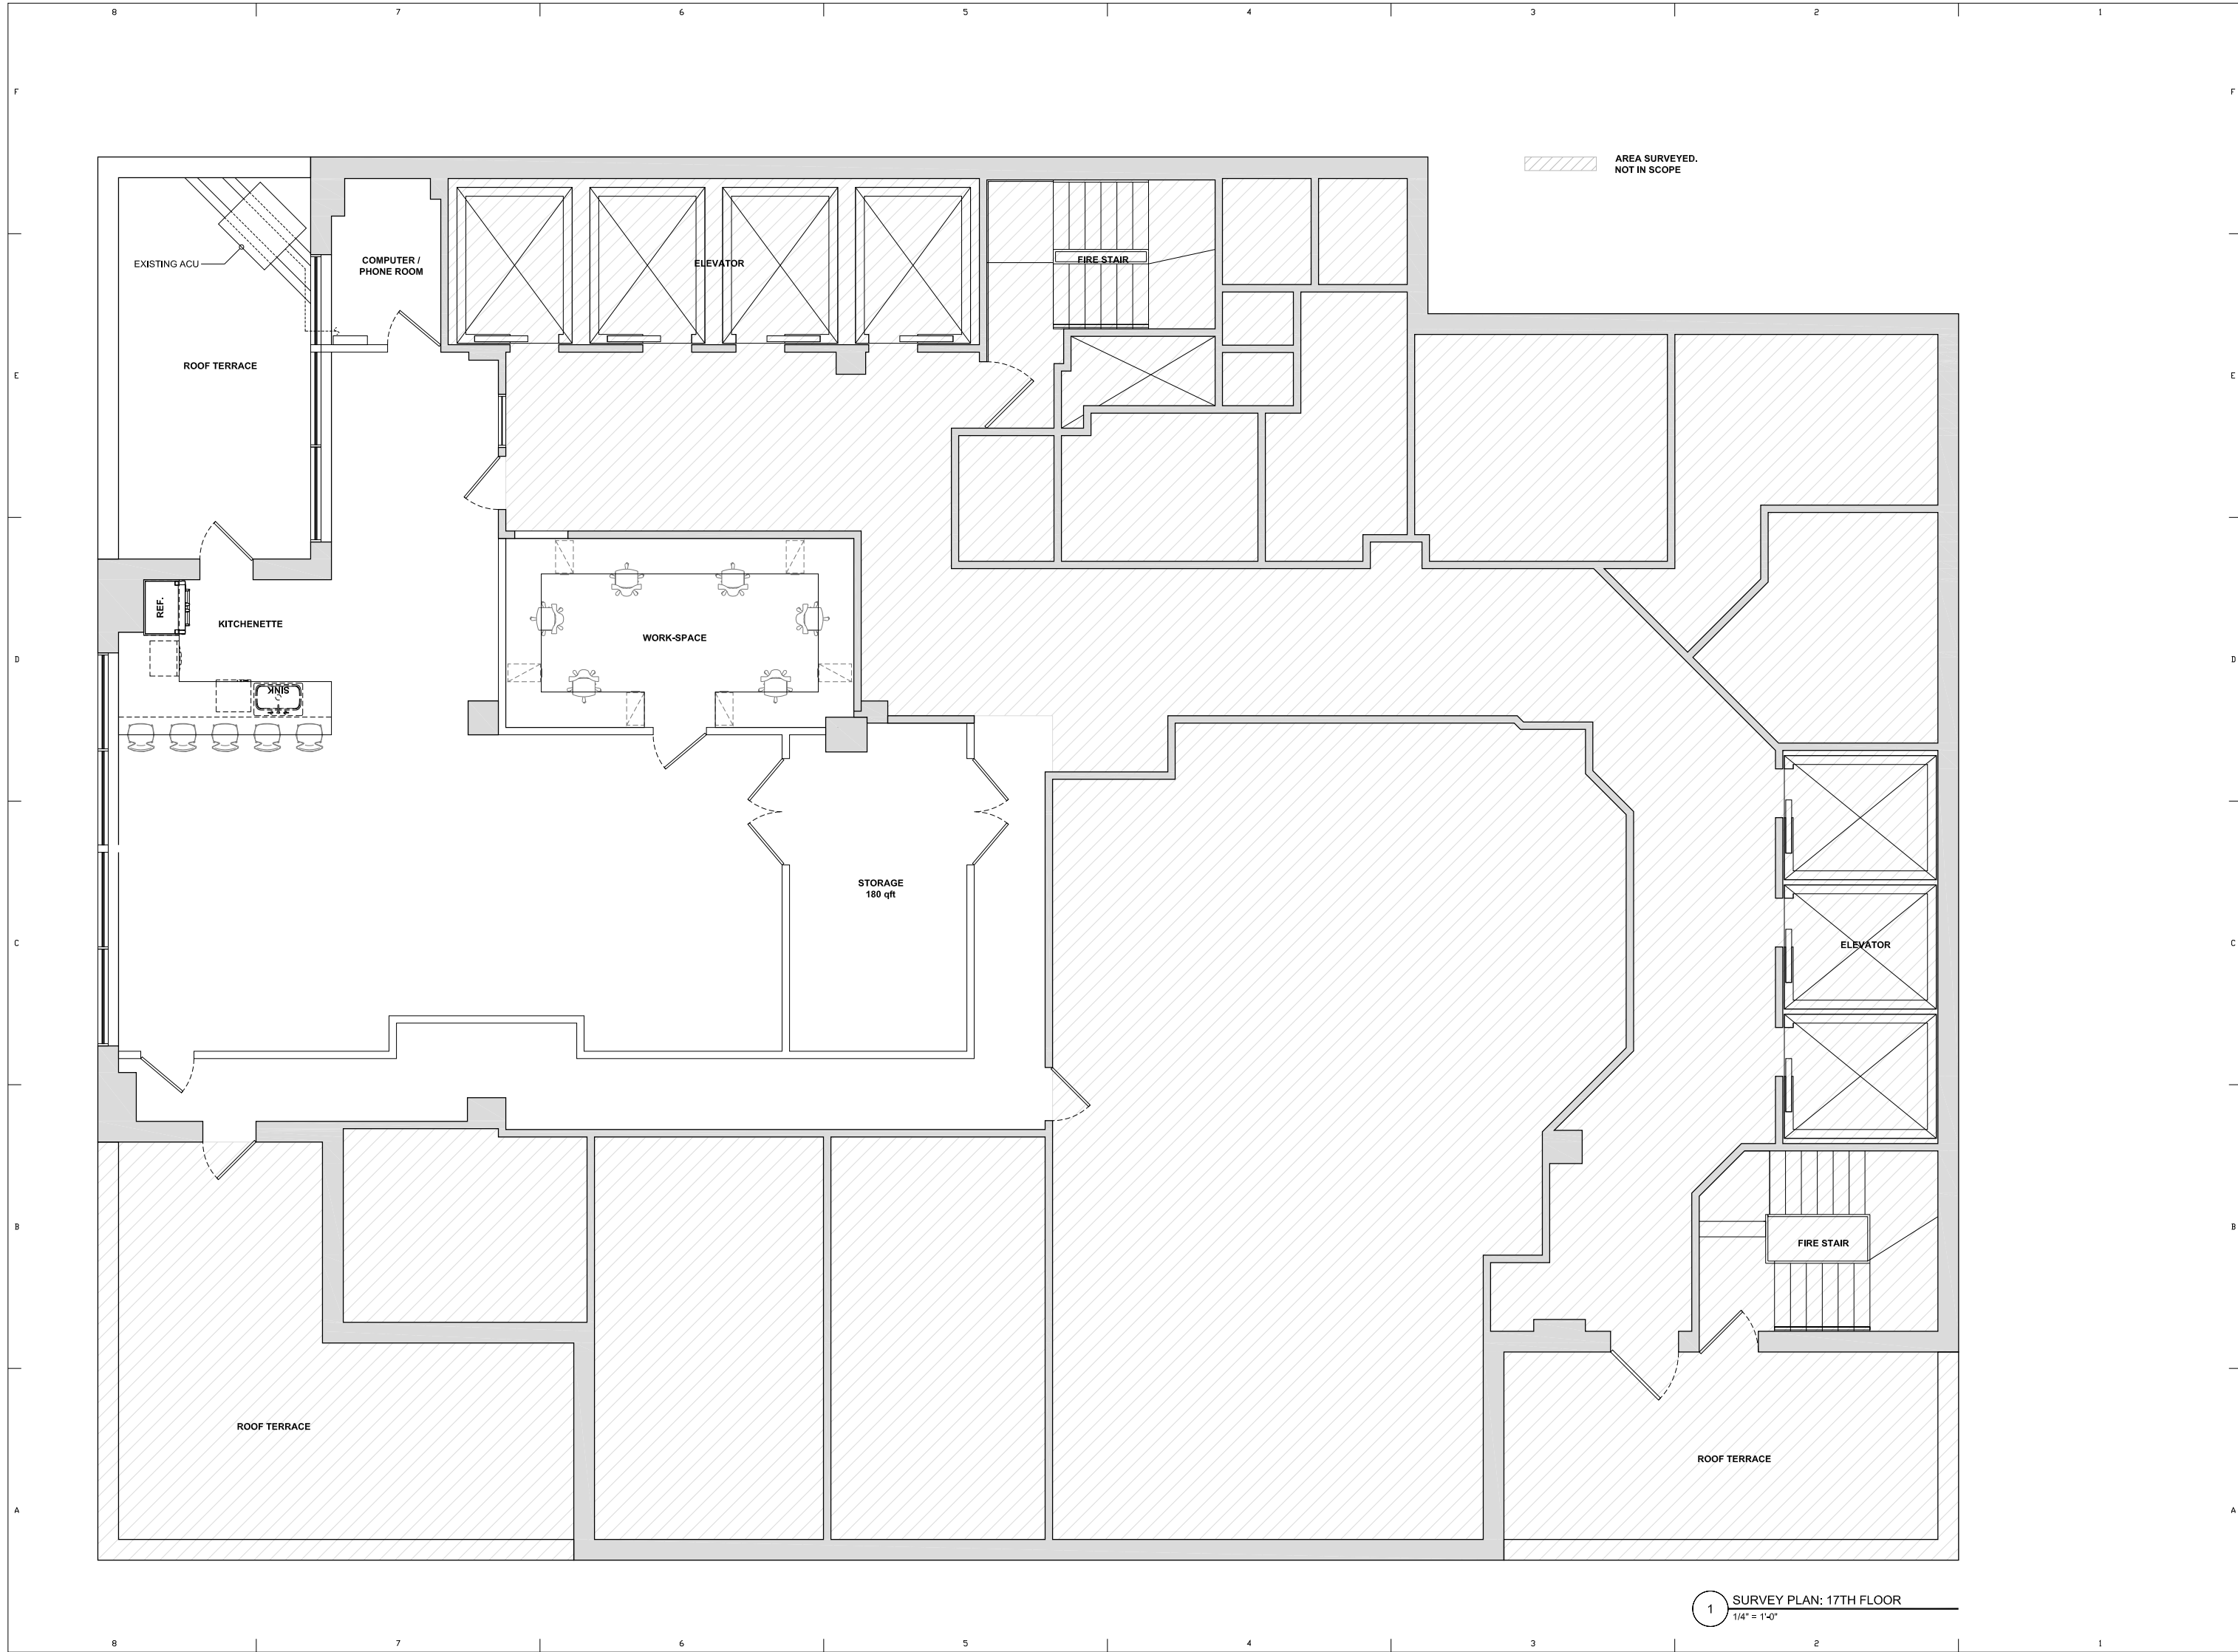 8 7 6 5 4 3 2 1
F F
AREA SURVEYED.
NOT IN SCOPE
COMPUTER /
PHONE ROOM
EXISTING ACU
ELEVATOR
FIRE STAIR
ROOF TERRACE
E E
REF.
KITCHENETTE
WORK-SPACE
D D
SINK
STORAGE
180 qft
C C
ELEVATOR
B B
FIRE STAIR
ROOF TERRACE
ROOF TERRACE
A A
1
SURVEY PLAN: 17TH FLOOR
1/4" = 1'-0"
8 7 6 5 4 3 2 1